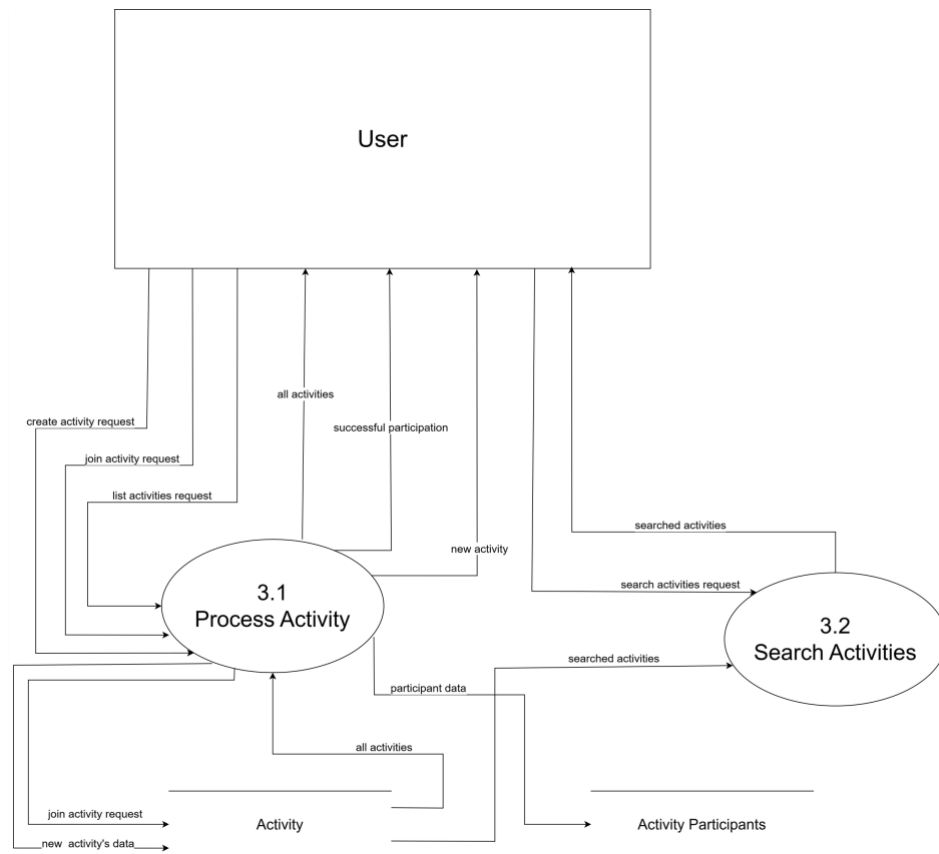 User
all activities
create activity request
successful participation
join activity request
list activities request
searched activities
new activity
search activities request
3.1
Process Activity
3.2
Search Activities
searched activities
participant data
all activities
join activity request
Activity
Activity Participants
new activity's data